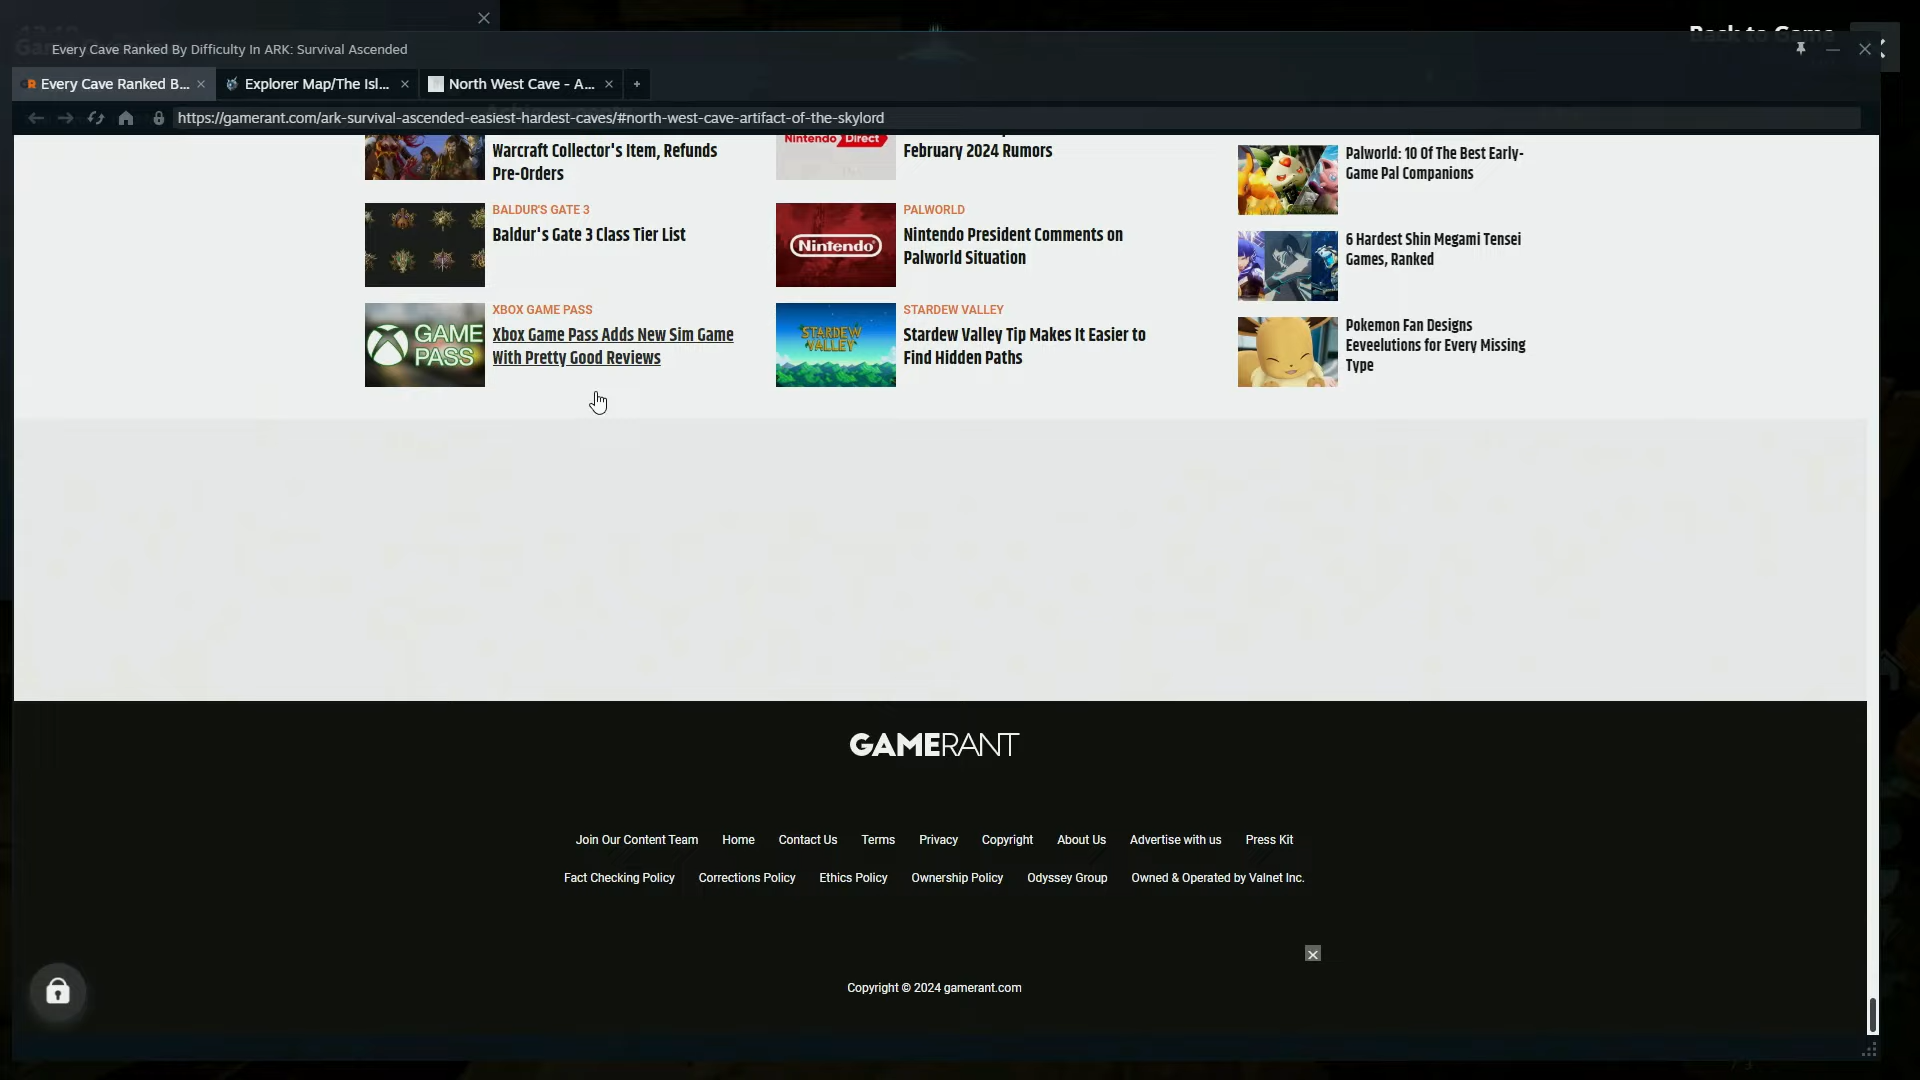 Back to Game
Every Cave Ranked By Difficulty In ARK: Survival Ascended
Every Cave Ranked B...
Explorer Map/The Isl...
North West Cave - A...
https://gamerant.com/ark-survival-ascended-easiest-hardest-caves/#north-west-cave-artifact-of-the-skylord
Warcraft Collector's Item, Refunds
Pre-Orders
BALDUR'S GATE 3
Baldur's Gate 3 Class Tier List
GAME
PASS
XBOX GAME PASS
Xbox Game Pass Adds New Sim Game
With Pretty Good Reviews
Nintendo Direct
February 2024 Rumors
Nintendo
PALWORLD
Nintendo President Comments on
Palworld Situation
STARDEW
VALLEY
STARDEW VALLEY
Stardew Valley Tip Makes It Easier to
Find Hidden Paths
Palworld: 10 Of The Best Early-
Game Pal Companions
6 Hardest Shin Megami Tensei
Games, Ranked
Pokemon Fan Designs
Eeveelutions for Every Missing
Type
GAMERANT
Join Our Content Team Home Contact Us Terms Privacy Copyright About Us Advertise with us Press Kit
Fact Checking Policy Corrections Policy Ethics Policy Ownership Policy Odyssey Group Owned & Operated by Valnet Inc.
Copyright © 2024 gamerant.com